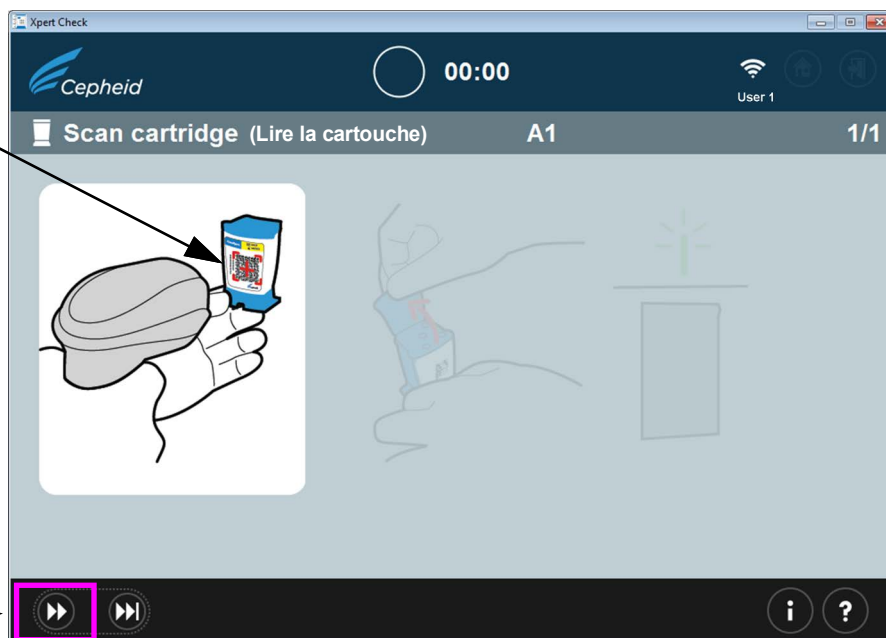 Xpert Check
Cepheid
00:00
User 1
Scan cartridge (Lire la cartouche) A1 1/1
i ?